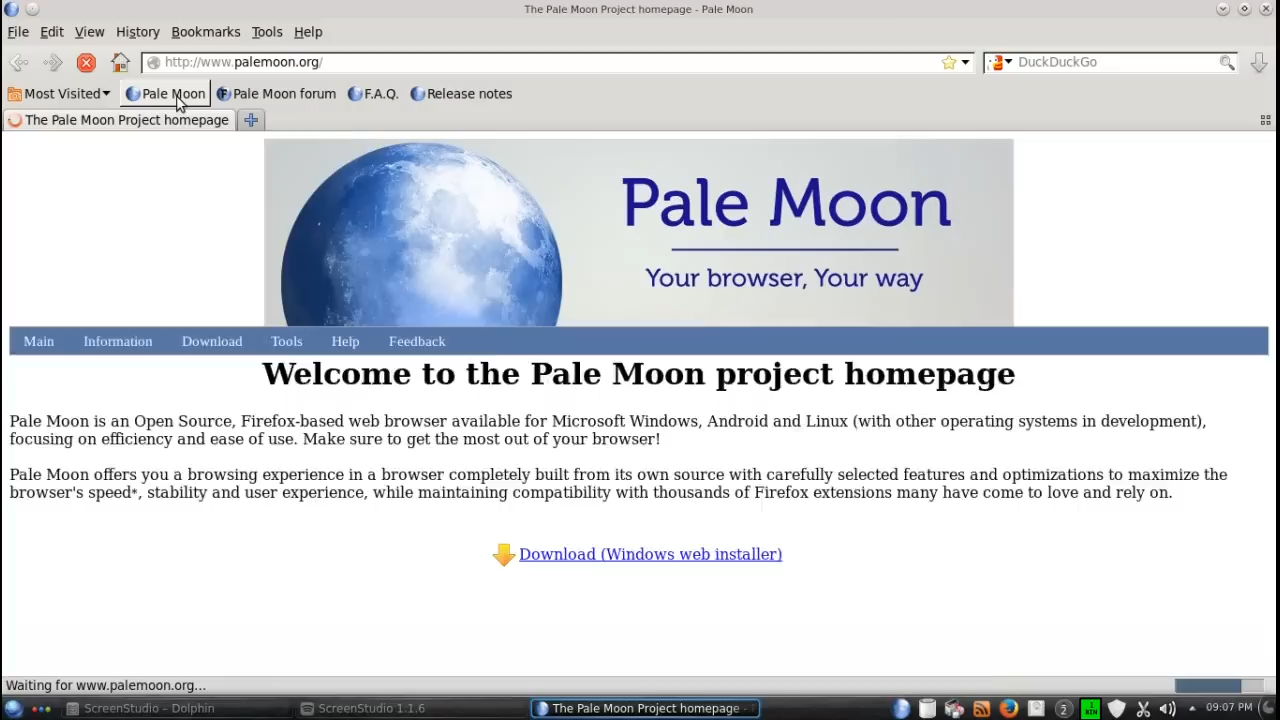 The Pale Moon Project homepage - Pale Moon
File Edit View History Bookmarks Tools Help
http://www.palemoon.org/ DuckDuckGo
Most Visited Pale Moon Pale Moon forum F.A.Q. Release notes
The Pale Moon Project homepage
Pale Moon
Your browser, Your way
Main Information Download Tools Help Feedback
Welcome to the Pale Moon project homepage
Pale Moon is an Open Source, Firefox-based web browser available for Microsoft Windows, Android and Linux (with other operating systems in development),
focusing on efficiency and ease of use. Make sure to get the most out of your browser!
Pale Moon offers you a browsing experience in a browser completely built from its own source with carefully selected features and optimizations to maximize the
browser's speed*, stability and user experience, while maintaining compatibility with thousands of Firefox extensions many have come to love and rely on.
Download (Windows web installer)
Waiting for www.palemoon.org...
ScreenStudio – Dolphin ScreenStudio 1.1.6 The Pale Moon Project homepage - 2 09:07 PM